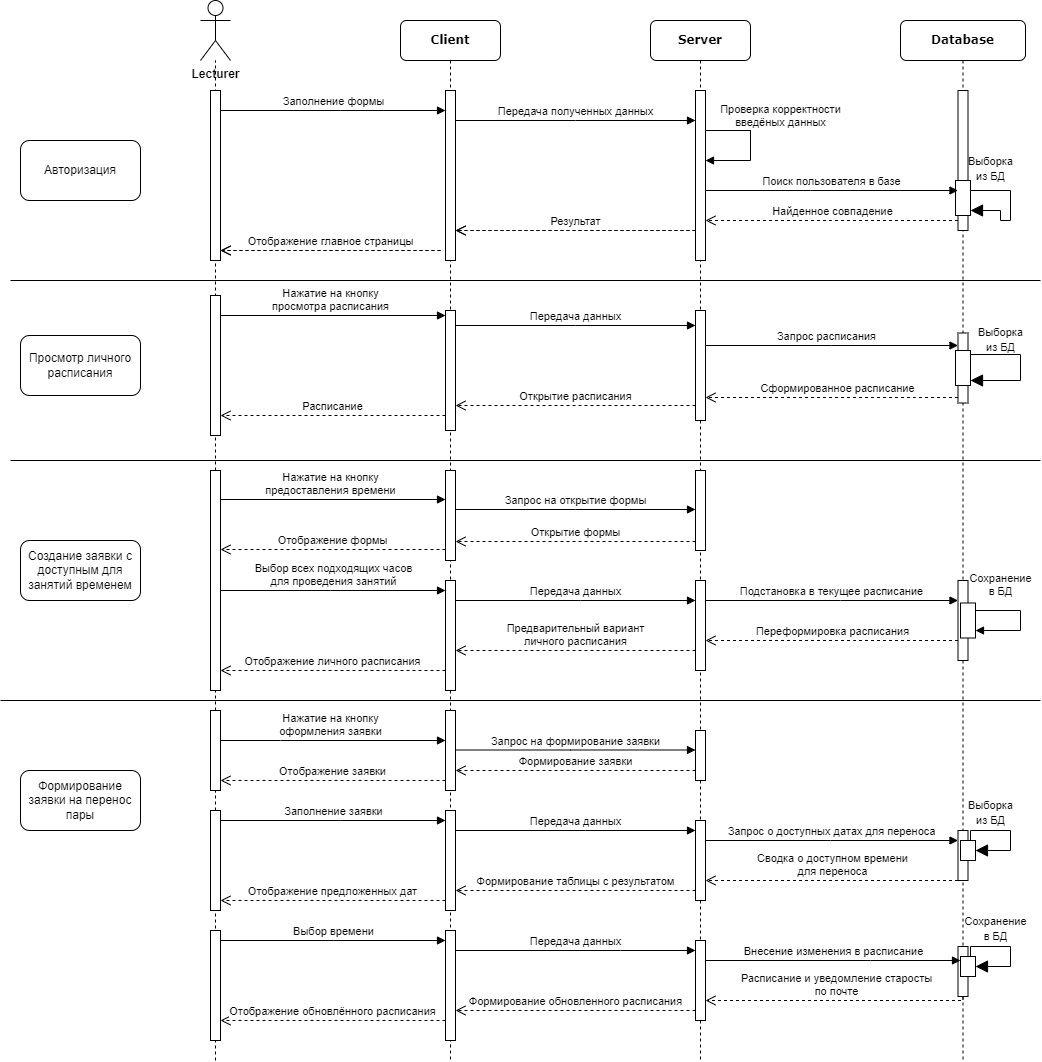 Lecturer
Client
Server
Database
Авторизация
Заполнение формы
Передача полученных данных
Проверка корректности
введёных данных
Поиск пользователя в базе
Выборка
из БД
Найденное совпадение
Результат
Отображение главное страницы
Просмотр личного
расписания
Нажатие на кнопку
просмотра расписания
Передача данных
Запрос расписания
Выборка
из БД
Сформированное расписание
Открытие расписания
Расписание
Создание заявки с
доступным для
занятий временем
Нажатие на кнопку
предоставления времени
Запрос на открытие формы
Открытие формы
Отображение формы
Выбор всех подходящих часов
для проведения занятий
Передача данных
Подстановка в текущее расписание
Сохранение
в БД
Переформировка расписания
Предварительный вариант
личного расписания
Отображение личного расписания
Формирование
заявки на перенос
пары
Нажатие на кнопку
оформления заявки
Запрос на формирование заявки
Формирование заявки
Отображение заявки
Заполнение заявки
Передача данных
Запрос о доступных датах для переноса
Выборка
из БД
Сводка о доступном времени
для переноса
Формирование таблицы с результатом
Отображение предложенных дат
Выбор времени
Передача данных
Внесение изменения в расписание
Сохранение
в БД
Расписание и уведомление старосты
по почте
Формирование обновленного расписания
Отображение обновлённого расписания